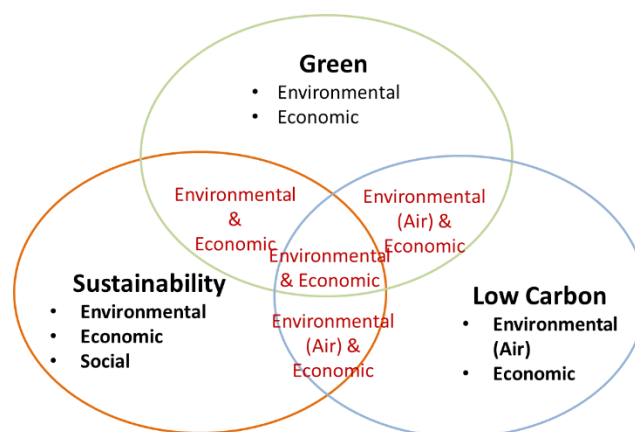 Green
• Environmental
• Economic
Environmental
&
Economic
Environmental
(Air) &
Economic
Environmental
& Economic
Sustainability
• Environmental
• Economic
• Social
Environmental
(Air) &
Economic
Low Carbon
• Environmental
(Air)
• Economic